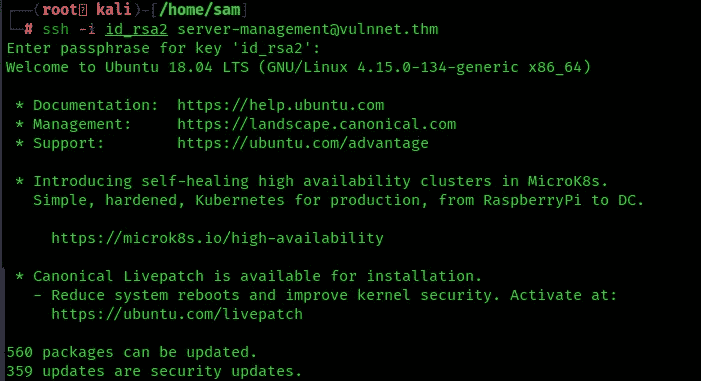 (root kali)-[/home/sam]
# ssh -i id_rsa2 server-management@vulnnet.thm
Enter passphrase for key 'id_rsa2':
Welcome to Ubuntu 18.04 LTS (GNU/Linux 4.15.0-134-generic x86_64)
* Documentation:  https://help.ubuntu.com
* Management:     https://landscape.canonical.com
* Support:        https://ubuntu.com/advantage
* Introducing self-healing high availability clusters in MicroK8s.
Simple, hardened, Kubernetes for production, from RaspberryPi to DC.
https://microk8s.io/high-availability
* Canonical Livepatch is available for installation.
- Reduce system reboots and improve kernel security. Activate at:
https://ubuntu.com/livepatch
560 packages can be updated.
359 updates are security updates.